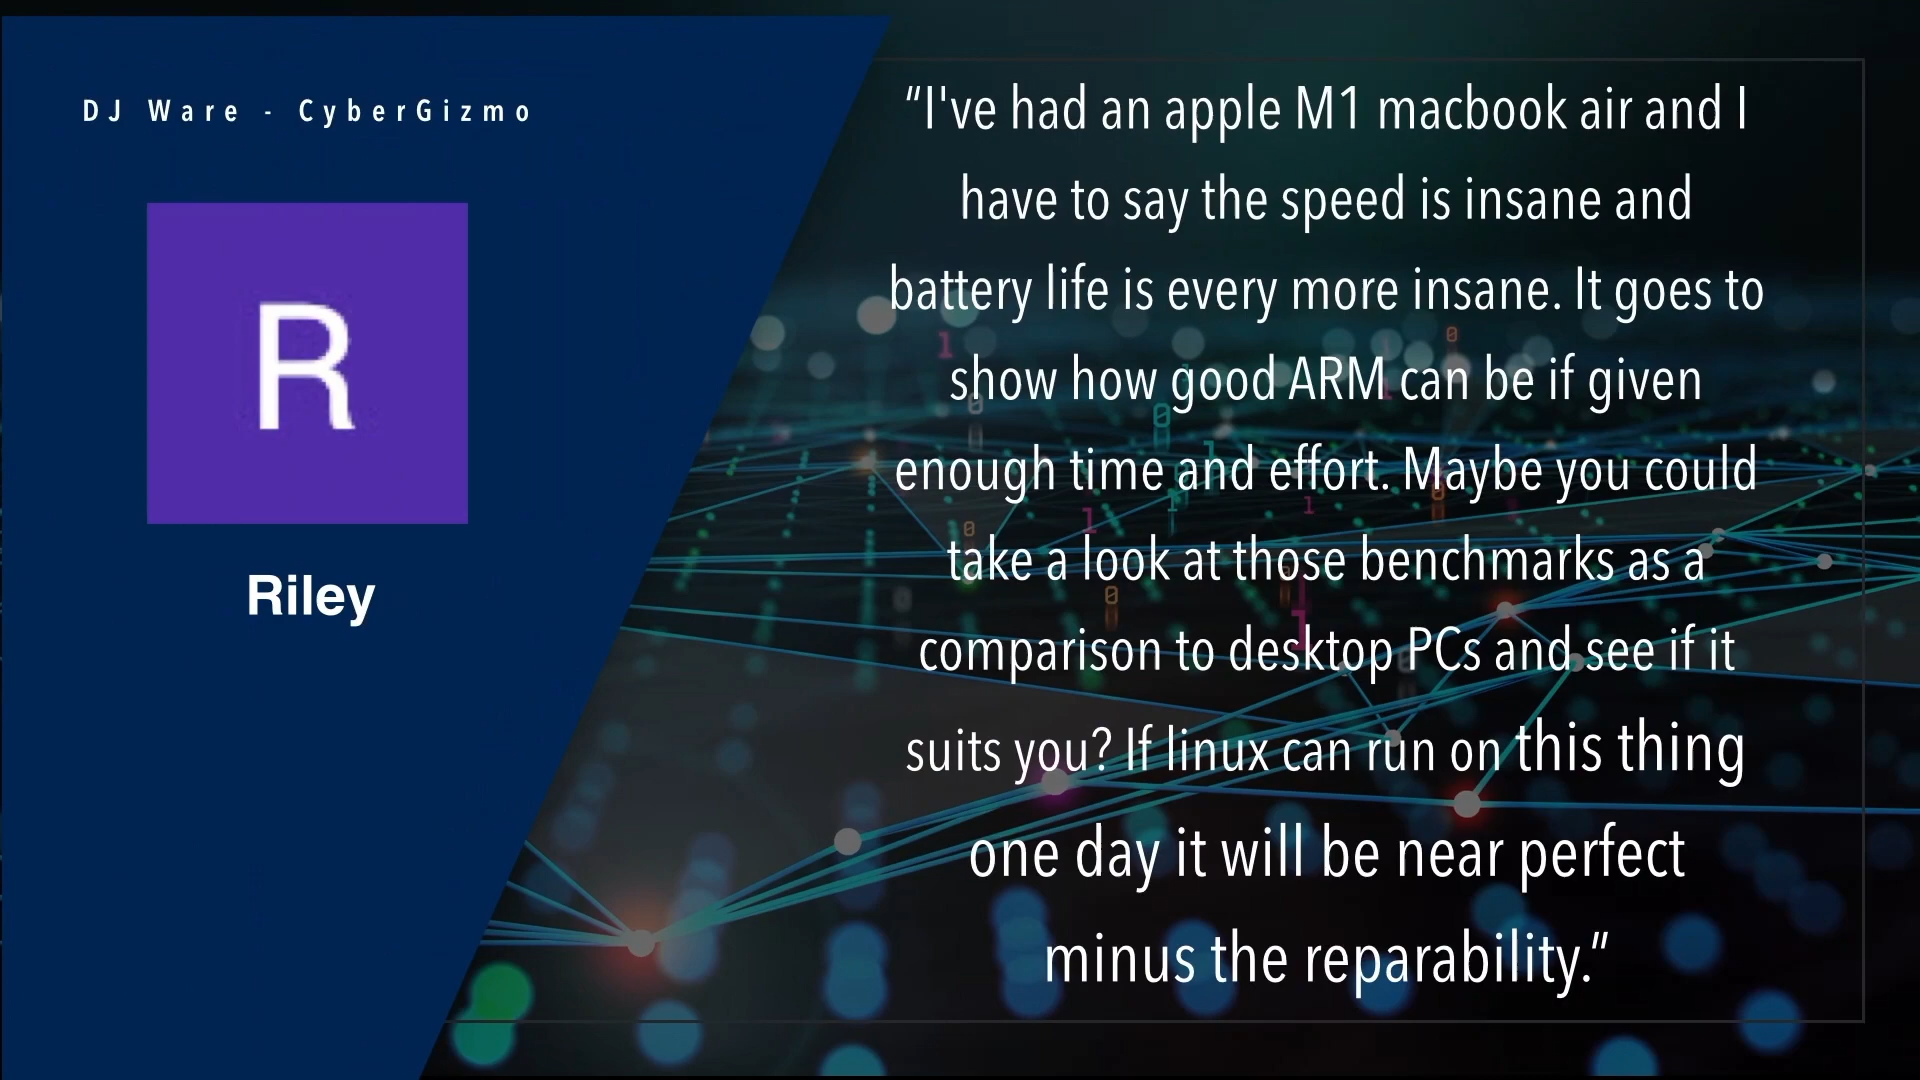 DJ Ware - CyberGizmo
R
Riley
“I've had an apple M1 macbook air and I
have to say the speed is insane and
battery life is every more insane. It goes to
show how good ARM can be if given
enough time and effort. Maybe you could
take a look at those benchmarks as a
comparison to desktop PCs and see if it
suits you? If linux can run on this thing
one day it will be near perfect
minus the reparability.”